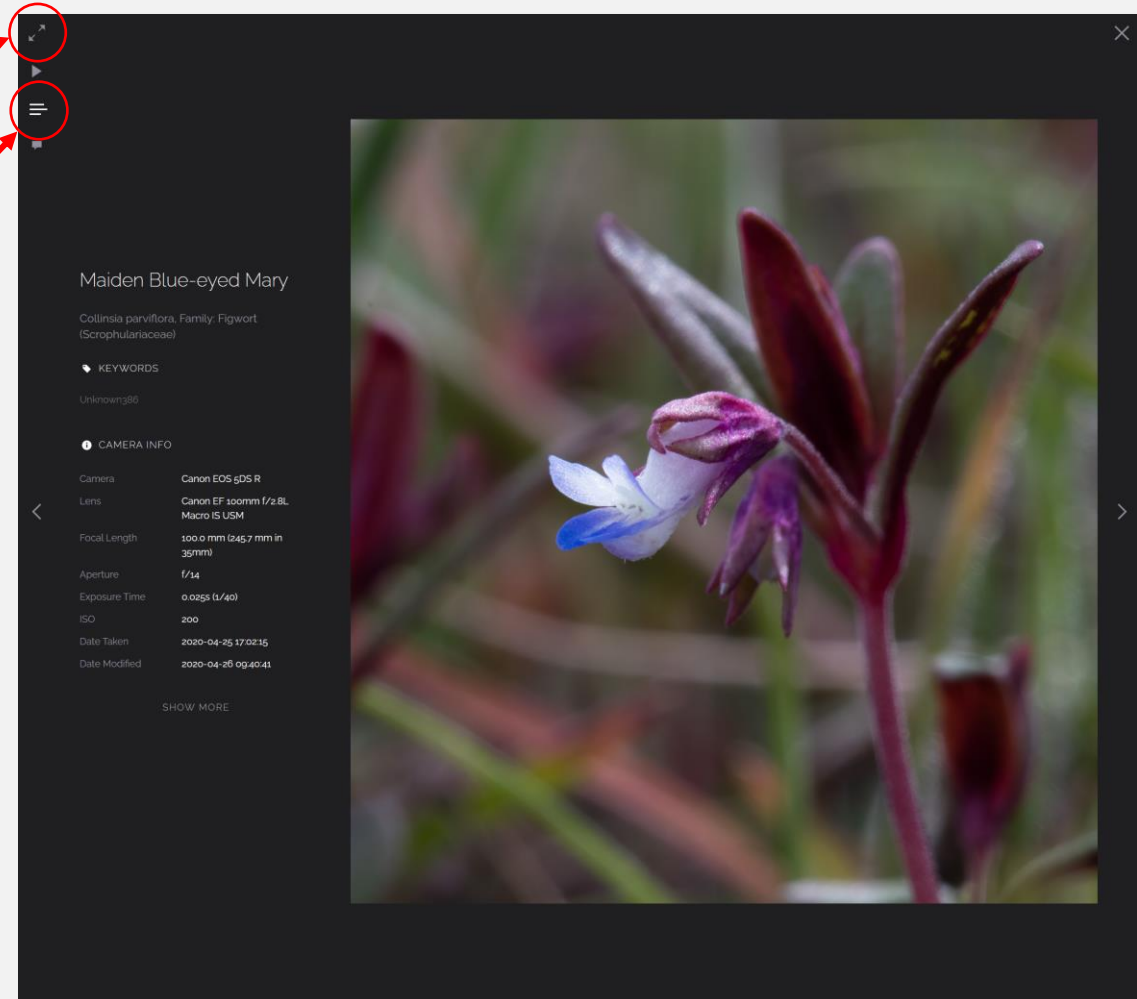 Maiden Blue-eyed Mary
Collinsia parviflora, Family: Figwort
(Scrophulariaceae)
KEYWORDS
Unknown386
CAMERA INFO
Camera Canon EOS 5DS R
Lens Canon EF 100mm f/2.8L
Macro IS USM
Focal Length 100.0 mm (245.7 mm in
35mm)
Aperture f/14
Exposure Time 0.025s (1/40)
ISO 200
Date Taken 2020-04-25 17:02:15
Date Modified 2020-04-26 09:40:41
SHOW MORE